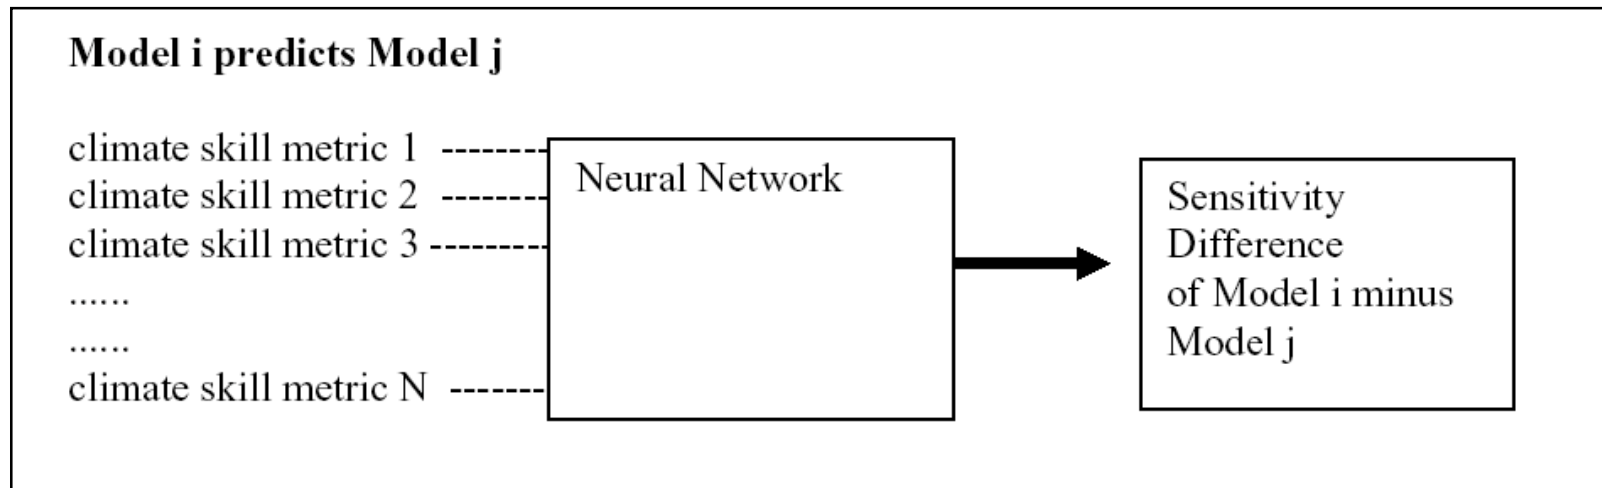 Model i predicts Model j
climate skill metric 1
climate skill metric 2
climate skill metric 3
......
......
climate skill metric N
Neural Network
Sensitivity
Difference
of Model i minus
Model j